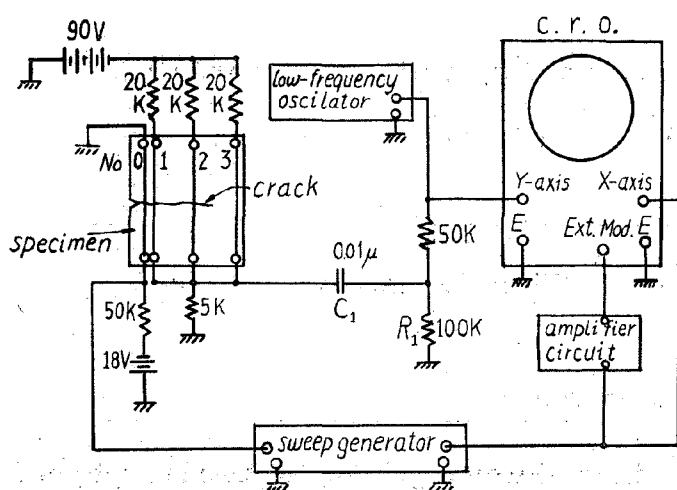 90V
C. r. O.
20 K
20 K
20 K
low-frequency
oscilator
No 0 1 2 3
crack
specimen
Y-axis
X-axis
E
Ext. Mod. E
50K
0.01μ
C1
50K
5K
R1
100K
18V
amplifier
circuit
sweep generator